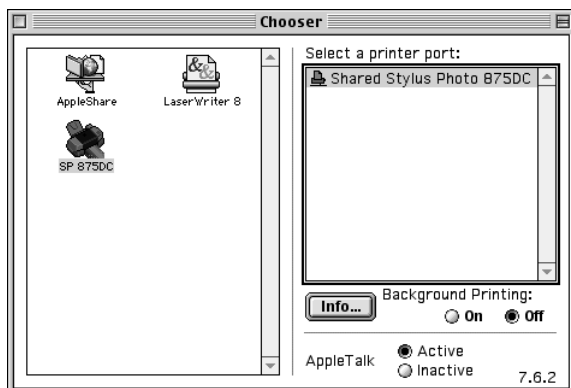 Chooser
AppleShare
LaserWriter 8
SP 875DC
Select a printer port:
Shared Stylus Photo 875DC
Info...
Background Printing:
On Off
AppleTalk
Active
Inactive
7.6.2